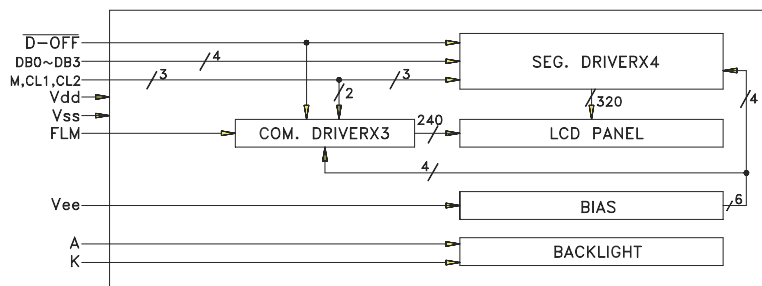 D-OFF
DB0~DB3
4
SEG. DRIVERX4
M,CL1,CL2
3
3
2
4
Vdd
320
Vss
FLM
COM. DRIVERX3
240
LCD PANEL
4
Vee
BIAS
6
A
BACKLIGHT
K